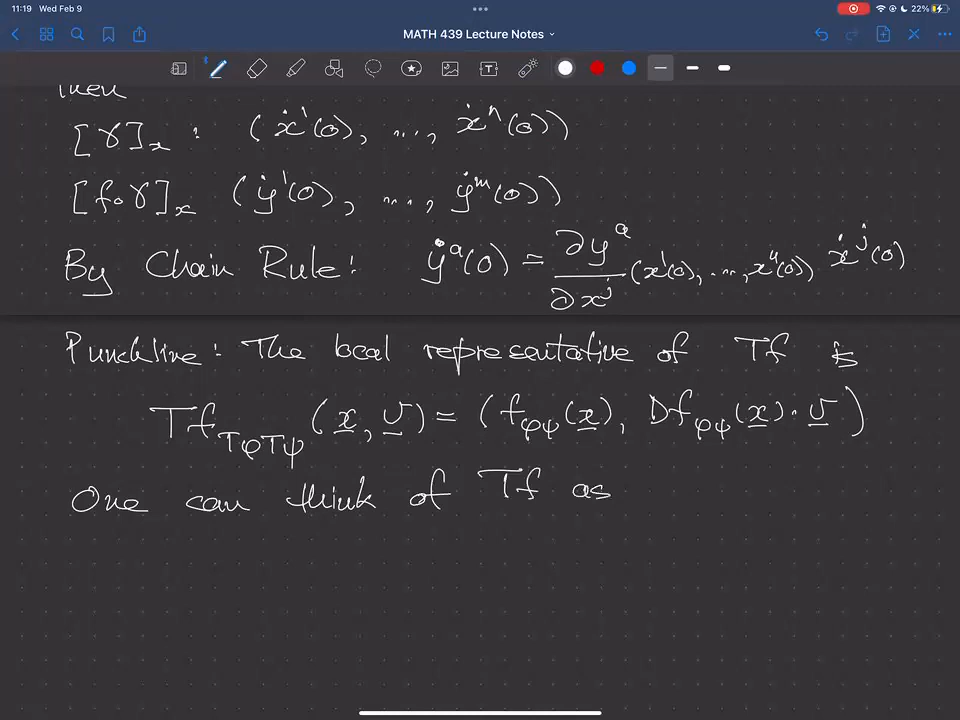 11:19 Wed Feb 9
22%
MATH 439 Lecture Notes
Then
[γ]ₓ : (ẋ¹(0), ..., ẋⁿ(0))
[f∘γ]ₓ (ẏ¹(0), ..., ẏᵐ(0))
By Chain Rule: ẏᵃ(0) = ∂yᵃ/∂xʲ (x¹(0), ..., xⁿ(0)) ẋʲ(0)
Punchline: The local representative of Tf is
Tf_{TφTψ} (x, v) = (f_{φψ}(x), Df_{φψ}(x)·v)
One can think of Tf as